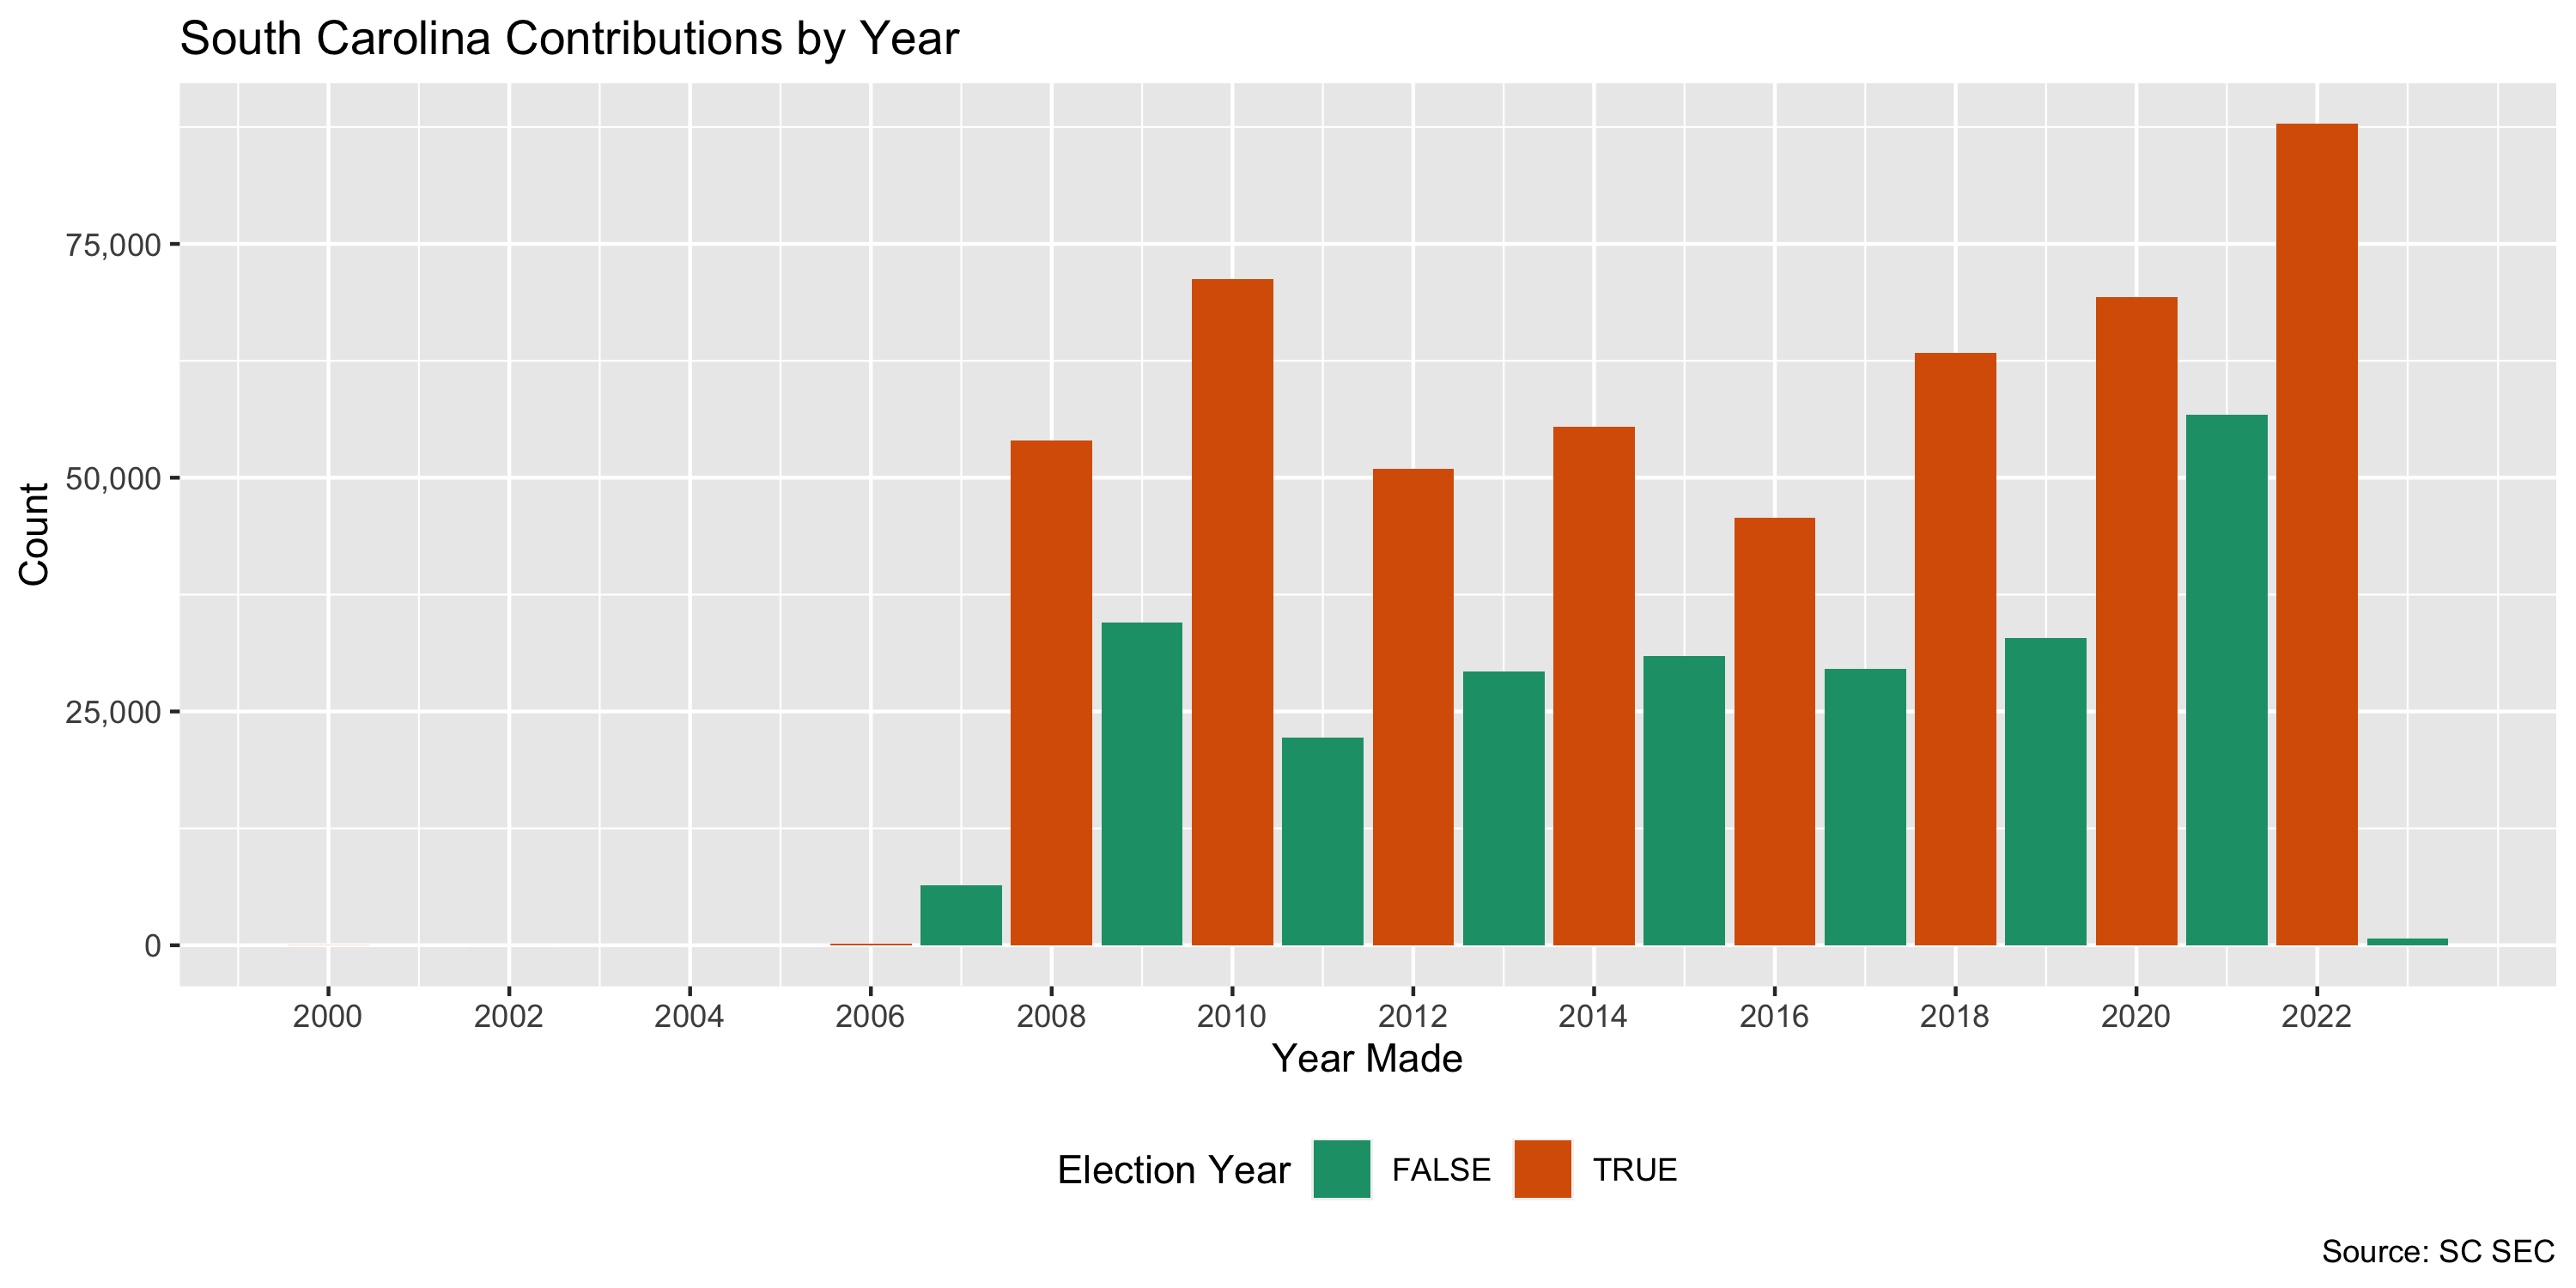 South Carolina Contributions by Year
Count
75,000
50,000
25,000
0
2000 2002 2004 2006 2008 2010 2012 2014 2016 2018 2020 2022
Year Made
Election Year FALSE TRUE
Source: SC SEC